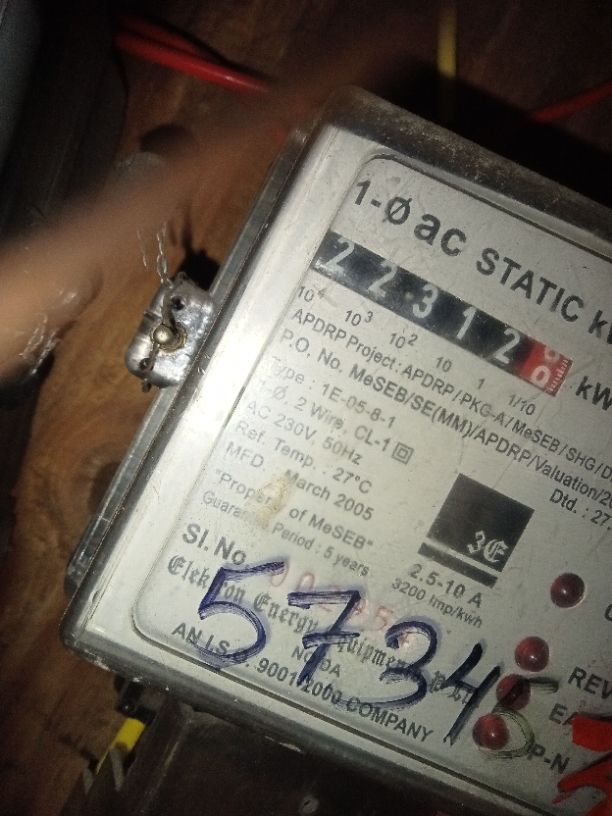 1-Ø ac STATIC
2 2 3 1 2
10⁴ 10³ 10² 10 1 1/10
kW
APDRP Project : APDRP / PKG-A / MeSEB / SHG /
P.O. No. MeSEB/SE(MM)/APDRP/Valuation/
Dtd. : 27.
Type : 1E-05-8-1
1-Ø, 2 Wire, CL-1
AC 230V 50Hz
Ref. Temp. : 27°C
MFD. March 2005
"Property of MeSEB"
Guarantee Period : 5 years
3E
2.5-10 A
3200 Imp/kwh
Sl. No.
Elektron Energy Equipment
NOIDA
AN I.S. 9001:2000 COMPANY
5734
REV
EA
P-N